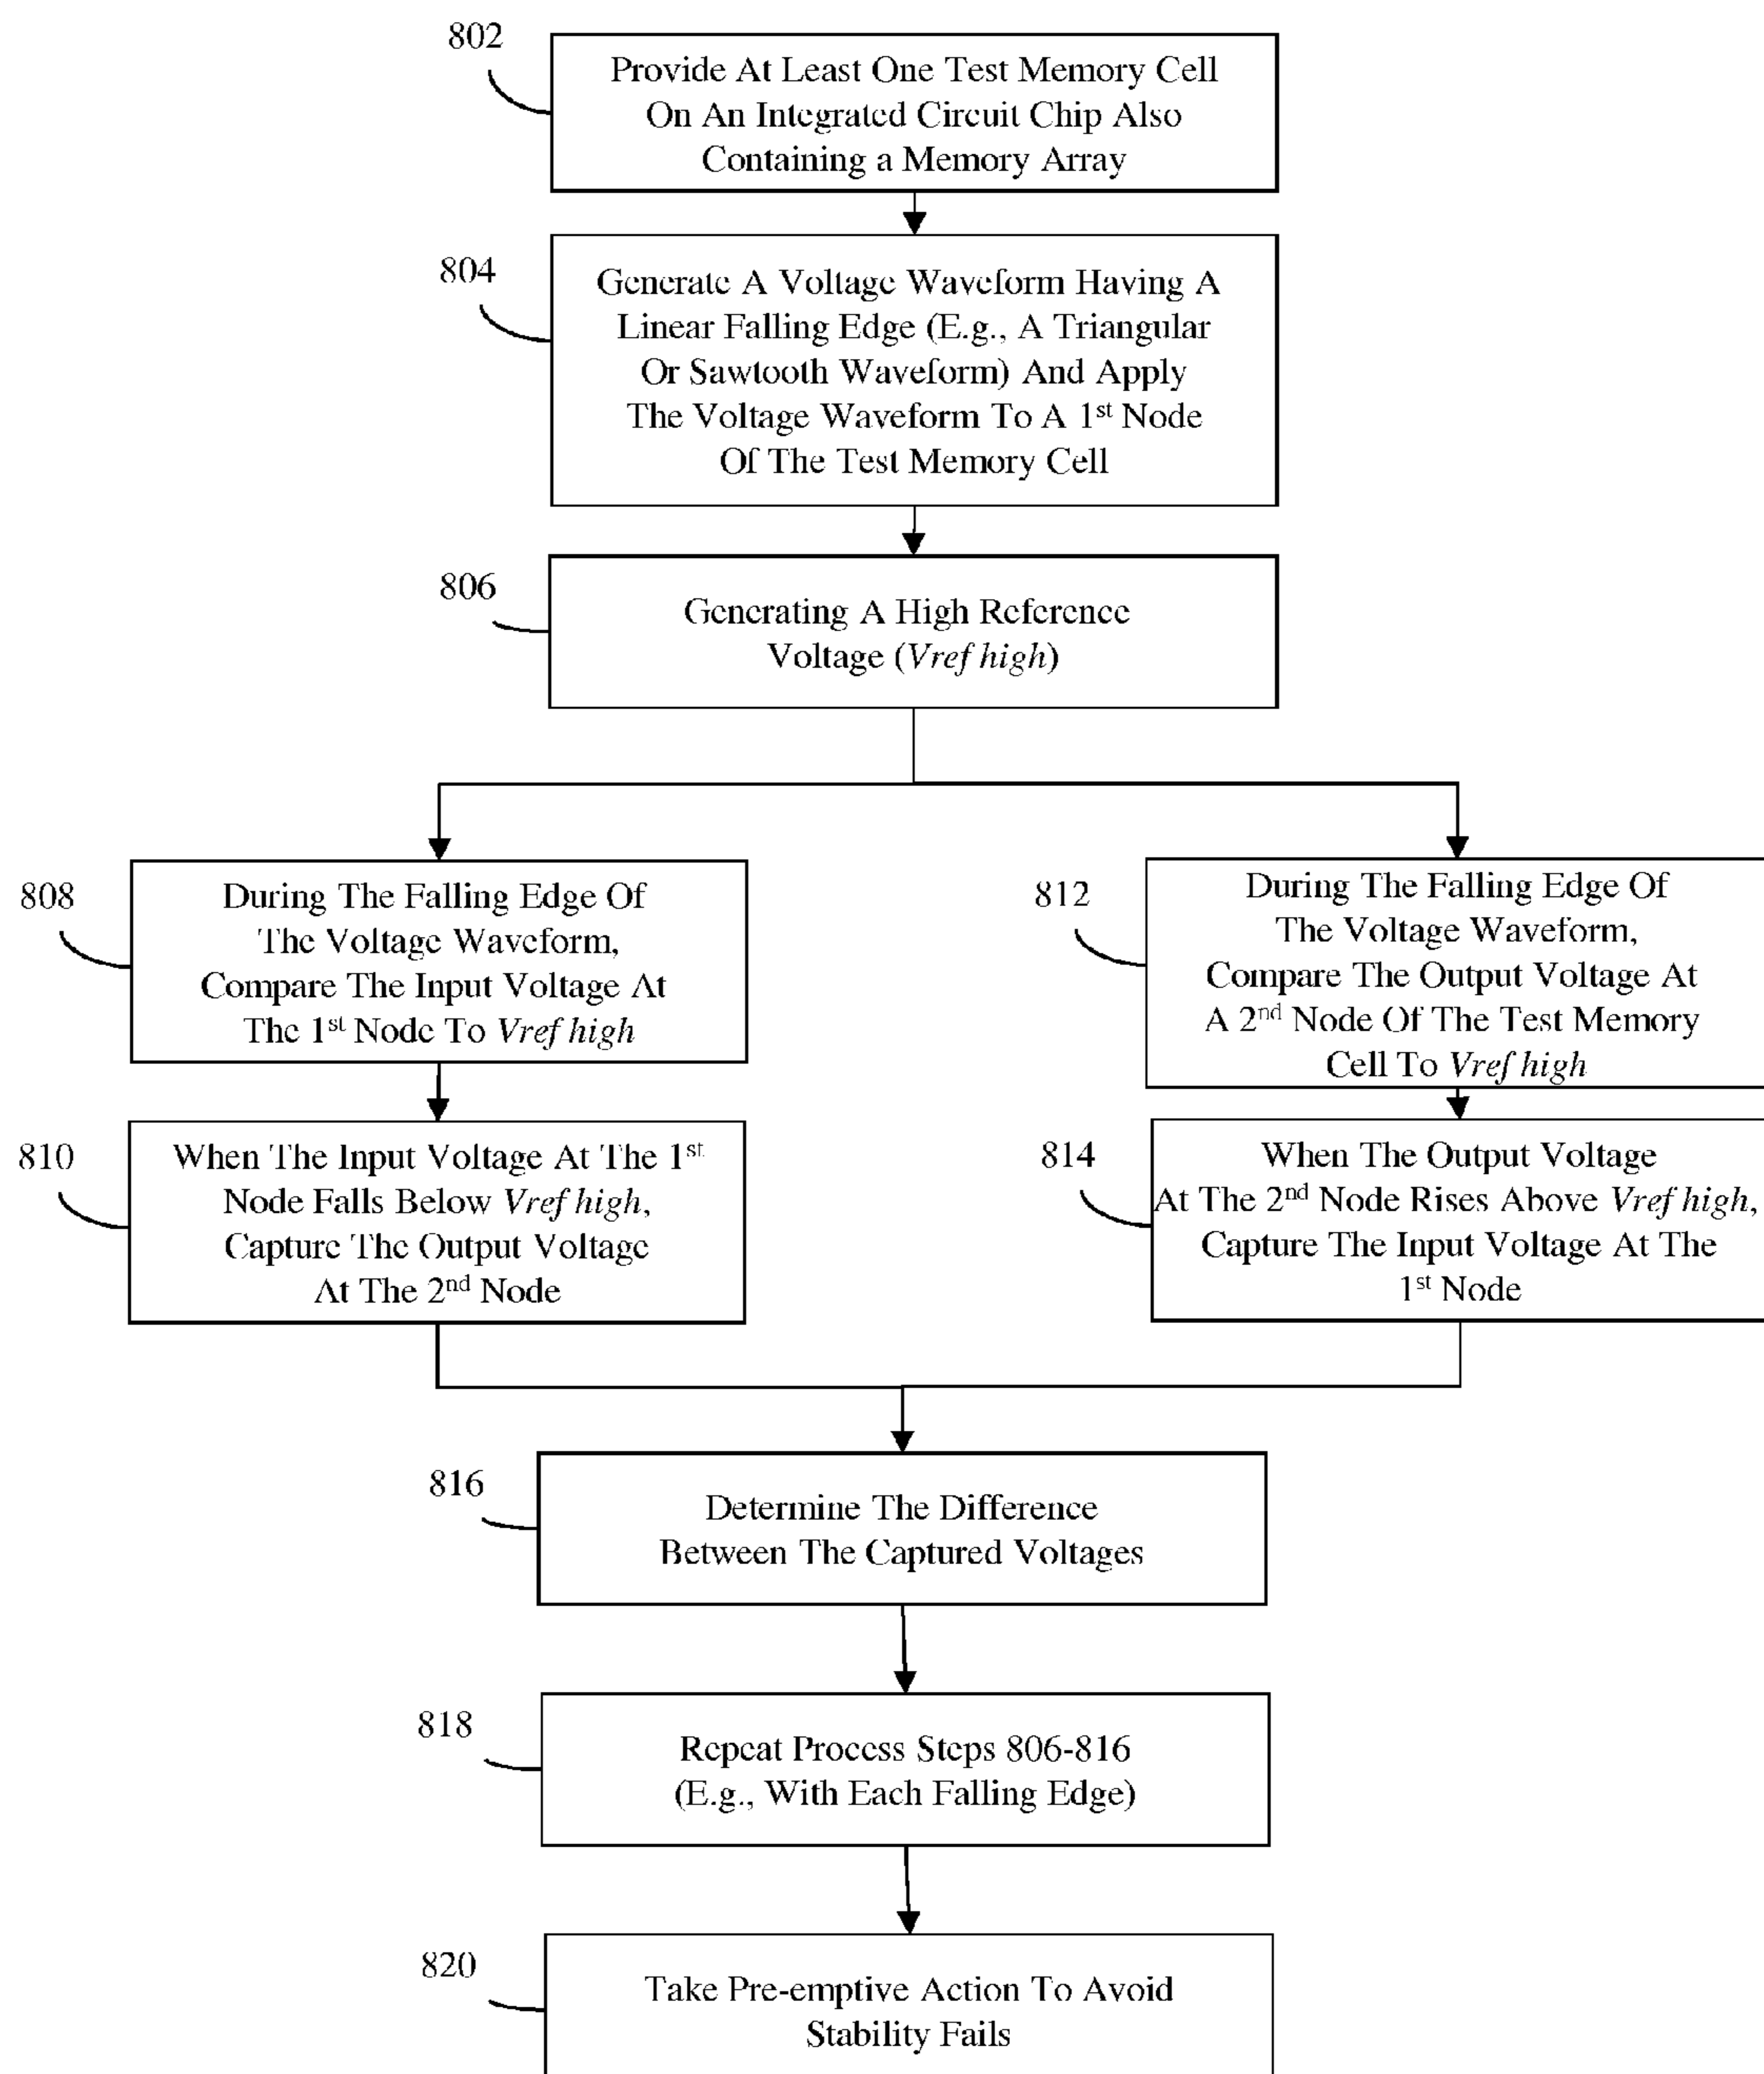 802
Provide At Least One Test Memory Cell
On An Integrated Circuit Chip Also
Containing a Memory Array
804
Generate A Voltage Waveform Having A
Linear Falling Edge (E.g., A Triangular
Or Sawtooth Waveform) And Apply
The Voltage Waveform To A 1st Node
Of The Test Memory Cell
806
Generating A High Reference
Voltage (Vref high)
808
During The Falling Edge Of
The Voltage Waveform,
Compare The Input Voltage At
The 1st Node To Vref high
812
During The Falling Edge Of
The Voltage Waveform,
Compare The Output Voltage At
A 2nd Node Of The Test Memory
Cell To Vref high
810
When The Input Voltage At The 1st
Node Falls Below Vref high,
Capture The Output Voltage
At The 2nd Node
814
When The Output Voltage
At The 2nd Node Rises Above Vref high,
Capture The Input Voltage At The
1st Node
816
Determine The Difference
Between The Captured Voltages
818
Repeat Process Steps 806-816
(E.g., With Each Falling Edge)
820
Take Pre-emptive Action To Avoid
Stability Fails